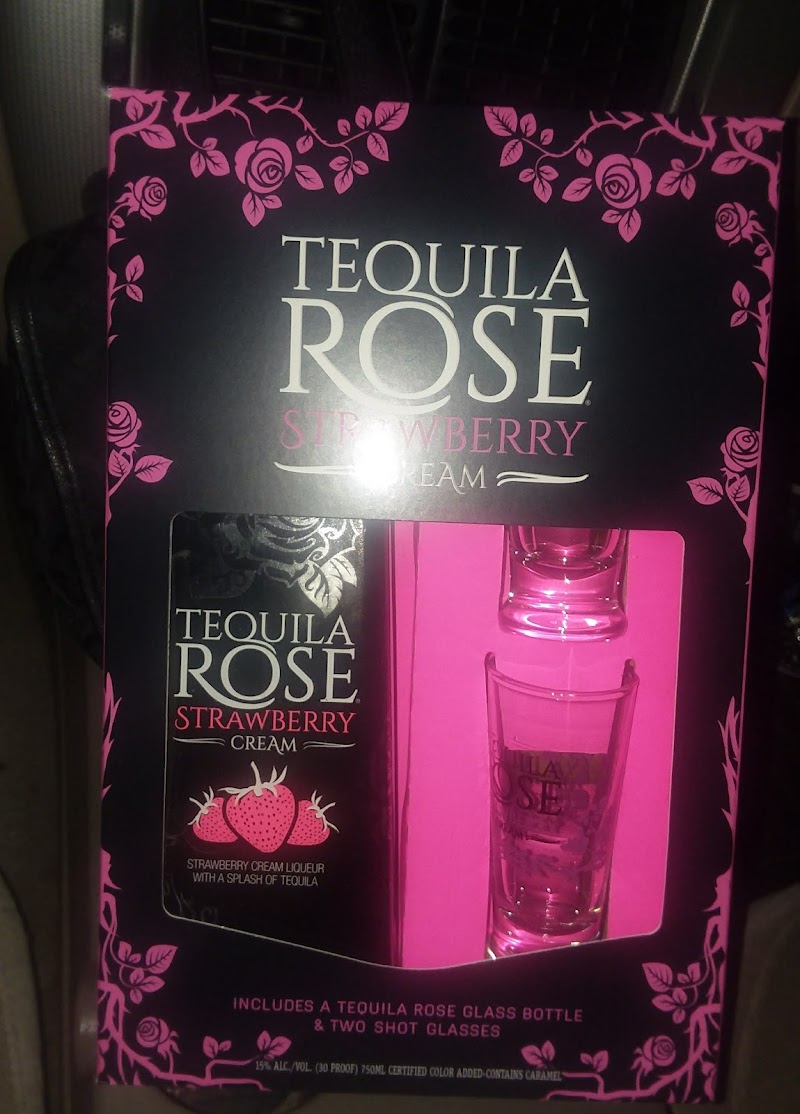 TEQUILA
ROSE
STRAWBERRY
CREAM
TEQUILA
ROSE
STRAWBERRY
CREAM
STRAWBERRY CREAM LIQUEUR
WITH A SPLASH OF TEQUILA
OSE
INCLUDES A TEQUILA ROSE GLASS BOTTLE
& TWO SHOT GLASSES
15% ALC./VOL. (30 PROOF) 750ML CERTIFIED COLOR ADDED-CONTAINS CARAMEL